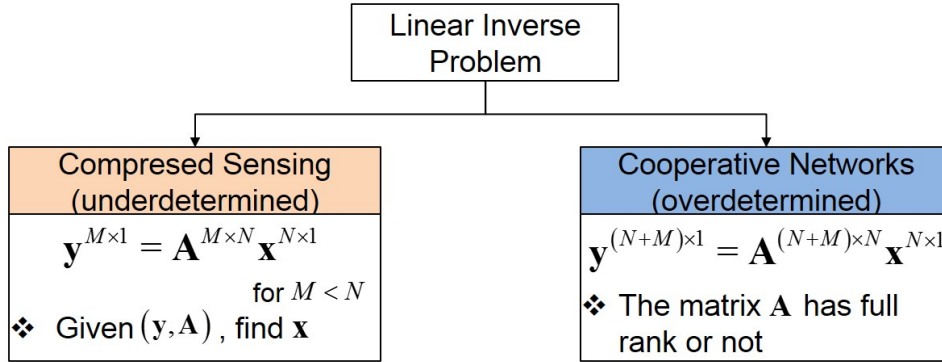 Linear Inverse
Problem
Compresed Sensing
(underdetermined)
y^{M×1} = A^{M×N} x^{N×1}
for M < N
❖ Given (y, A) , find x
Cooperative Networks
(overdetermined)
y^{(N+M)×1} = A^{(N+M)×N} x^{N×1}
❖ The matrix A has full
rank or not